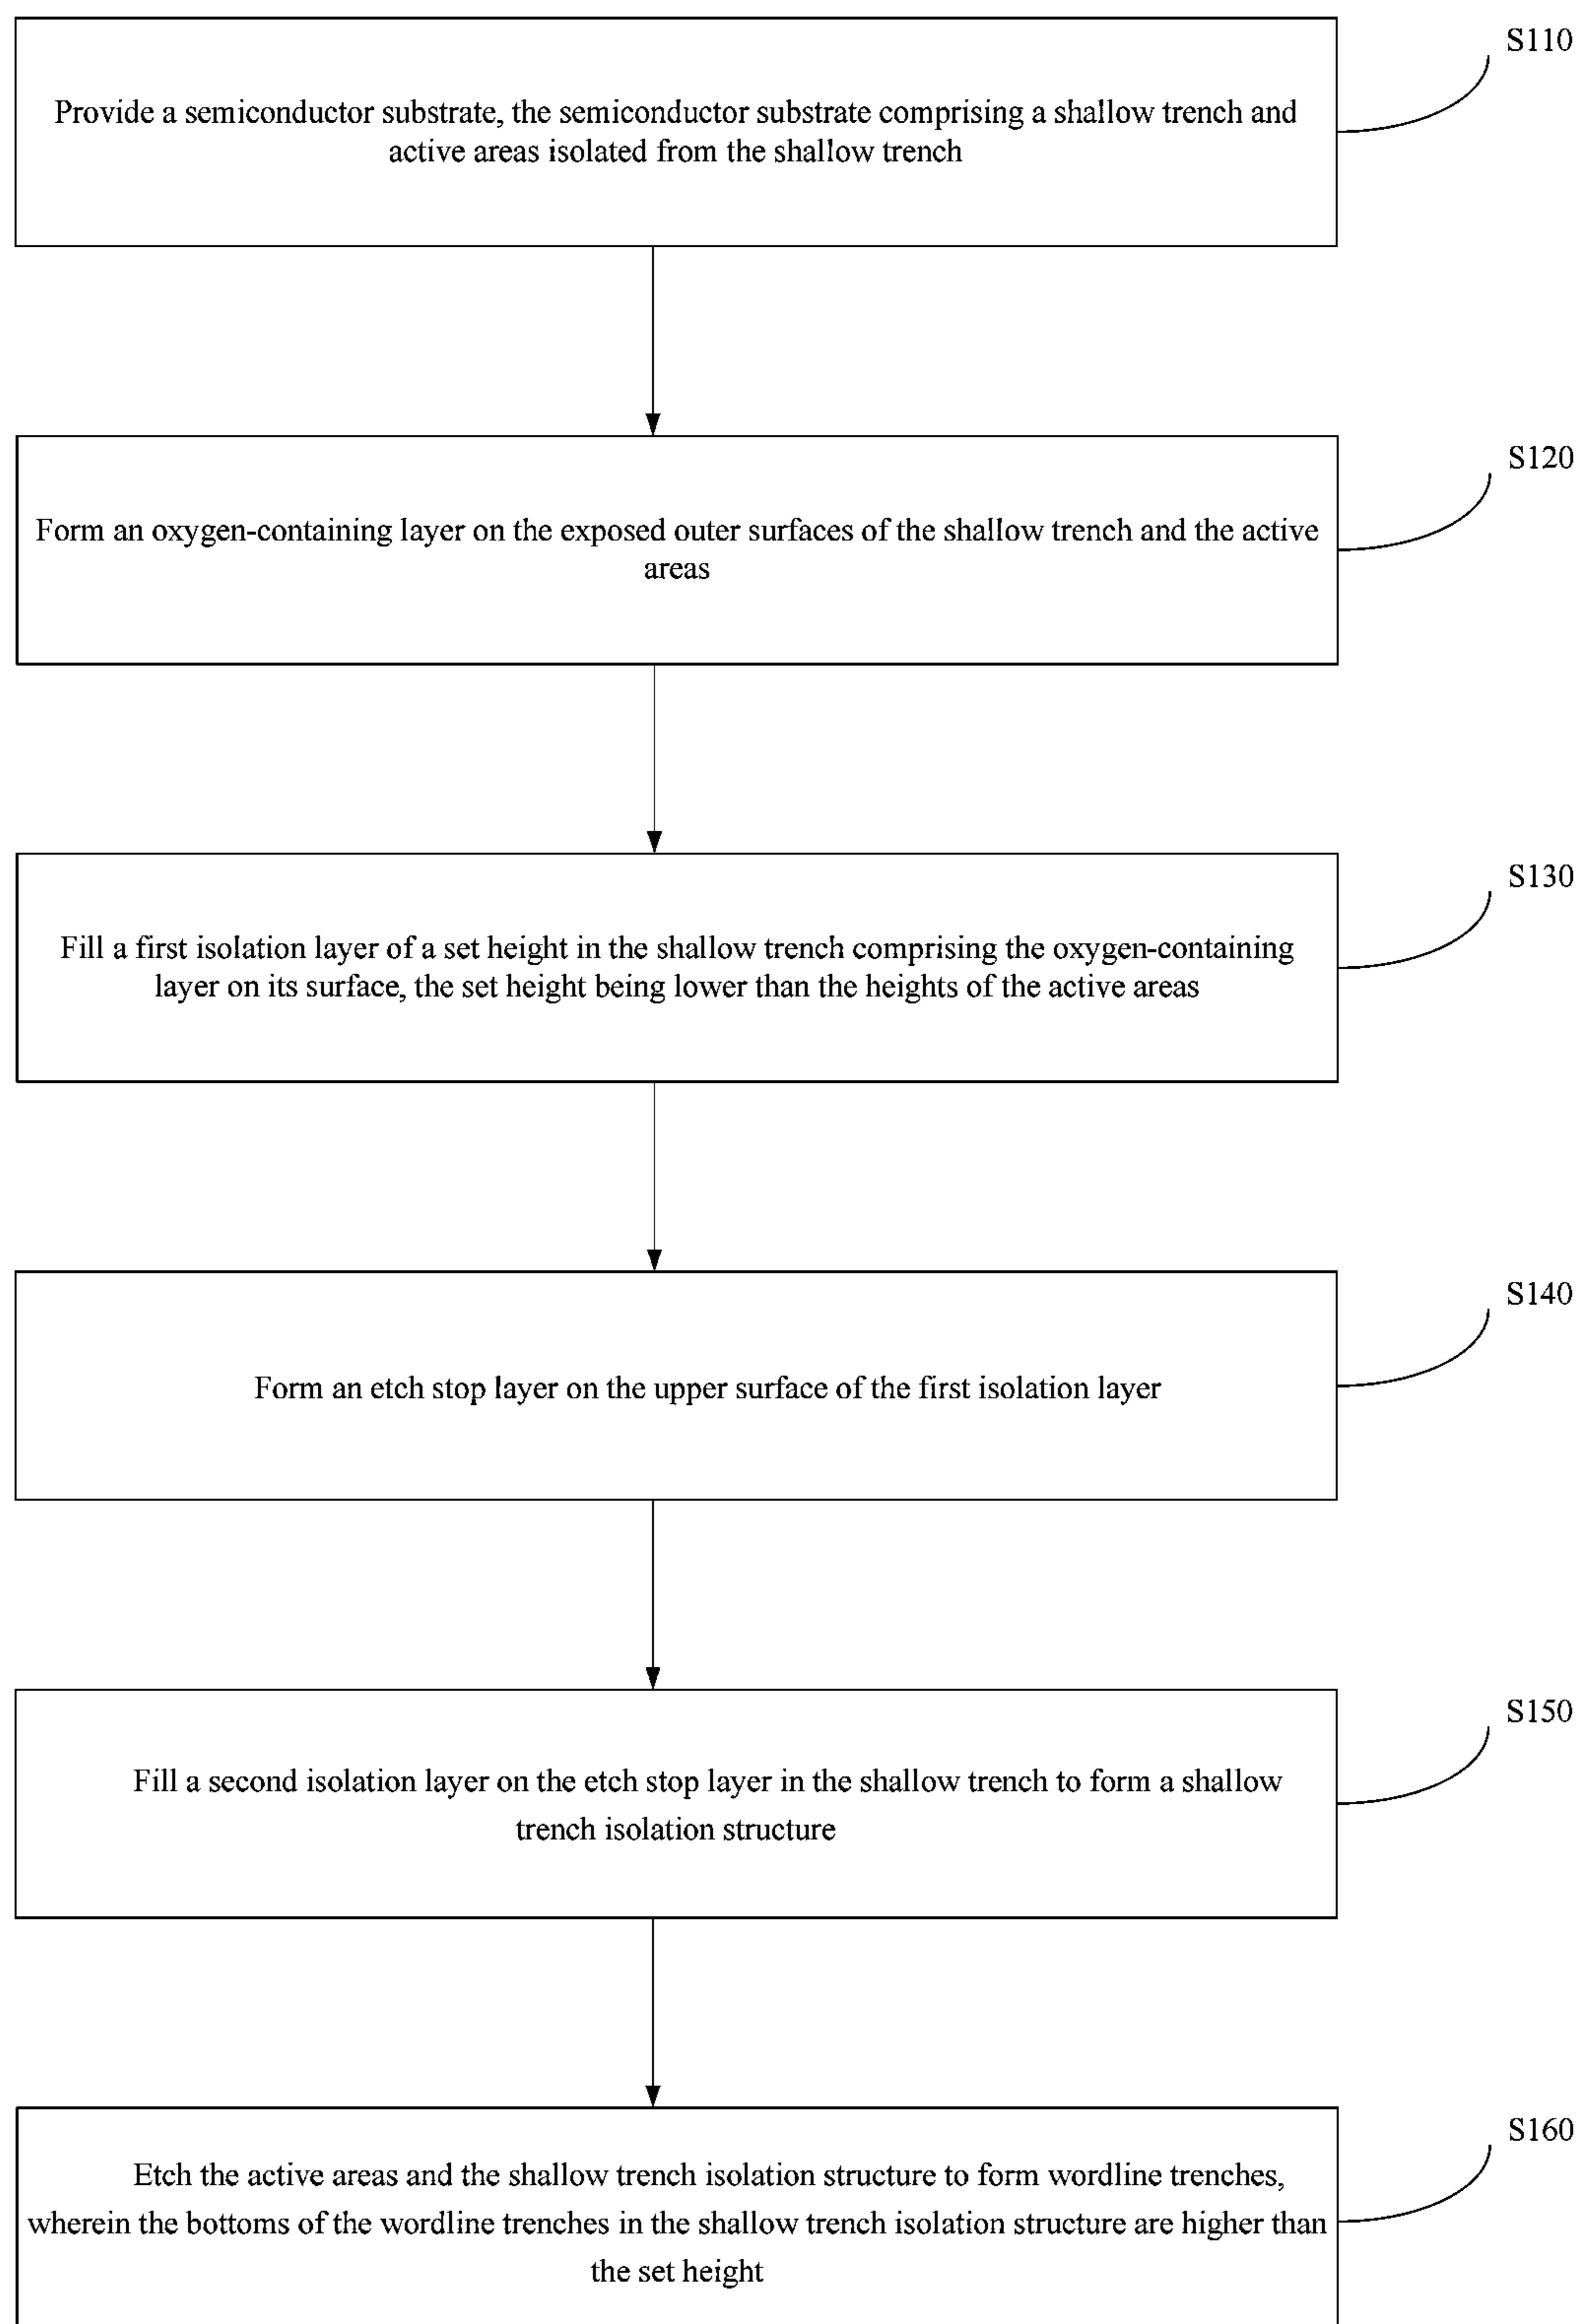 S110
Provide a semiconductor substrate, the semiconductor substrate comprising a shallow trench and
active areas isolated from the shallow trench
S120
Form an oxygen-containing layer on the exposed outer surfaces of the shallow trench and the active
areas
S130
Fill a first isolation layer of a set height in the shallow trench comprising the oxygen-containing
layer on its surface, the set height being lower than the heights of the active areas
S140
Form an etch stop layer on the upper surface of the first isolation layer
S150
Fill a second isolation layer on the etch stop layer in the shallow trench to form a shallow
trench isolation structure
S160
Etch the active areas and the shallow trench isolation structure to form wordline trenches,
wherein the bottoms of the wordline trenches in the shallow trench isolation structure are higher than
the set height